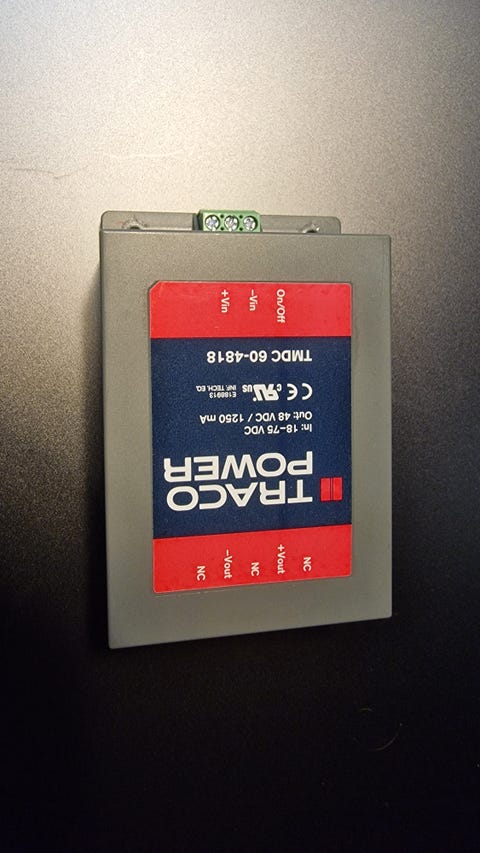 NC
+Vout
NC
−Vout
NC
TRACO
POWER
In: 18–75 VDC
Out: 48 VDC / 1250 mA
CE c RU US E188913
INF. TECH. EQ.
TMDC 60-4818
On/Off
−Vin
+Vin